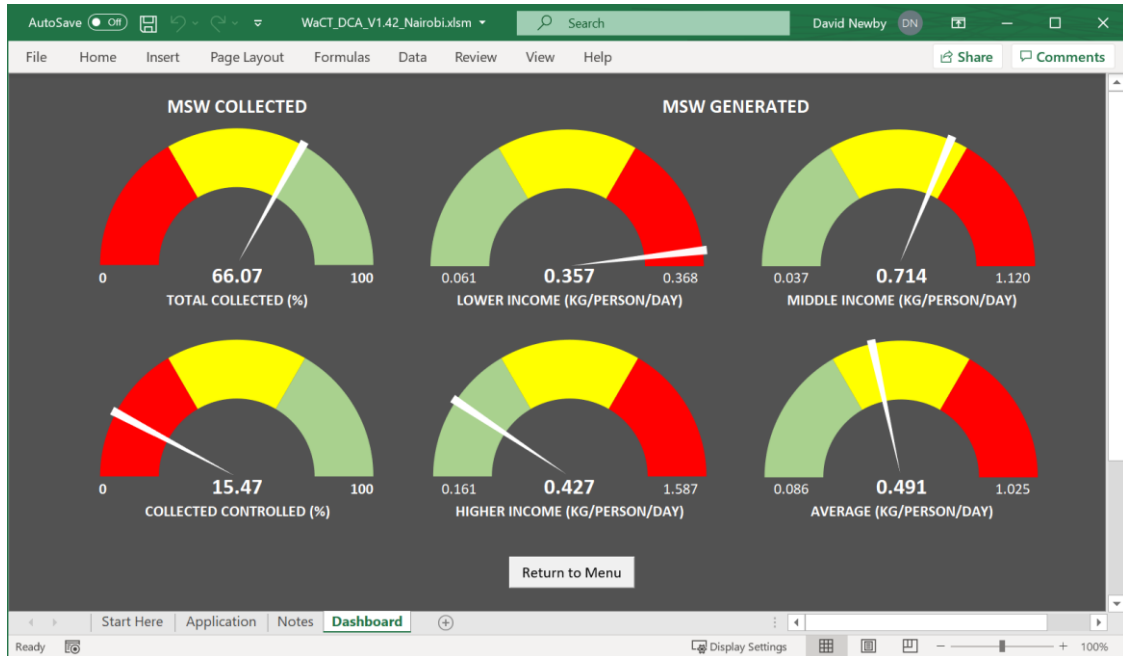 AutoSave Off WaCT_DCA_V1.42_Nairobi.xlsm Search David Newby DN
File Home Insert Page Layout Formulas Data Review View Help Share Comments
MSW COLLECTED MSW GENERATED
0 66.07 100 0.061 0.357 0.368 0.037 0.714 1.120
TOTAL COLLECTED (%) LOWER INCOME (KG/PERSON/DAY) MIDDLE INCOME (KG/PERSON/DAY)
0 15.47 100 0.161 0.427 1.587 0.086 0.491 1.025
COLLECTED CONTROLLED (%) HIGHER INCOME (KG/PERSON/DAY) AVERAGE (KG/PERSON/DAY)
Return to Menu
Start Here Application Notes Dashboard
Ready Display Settings 100%